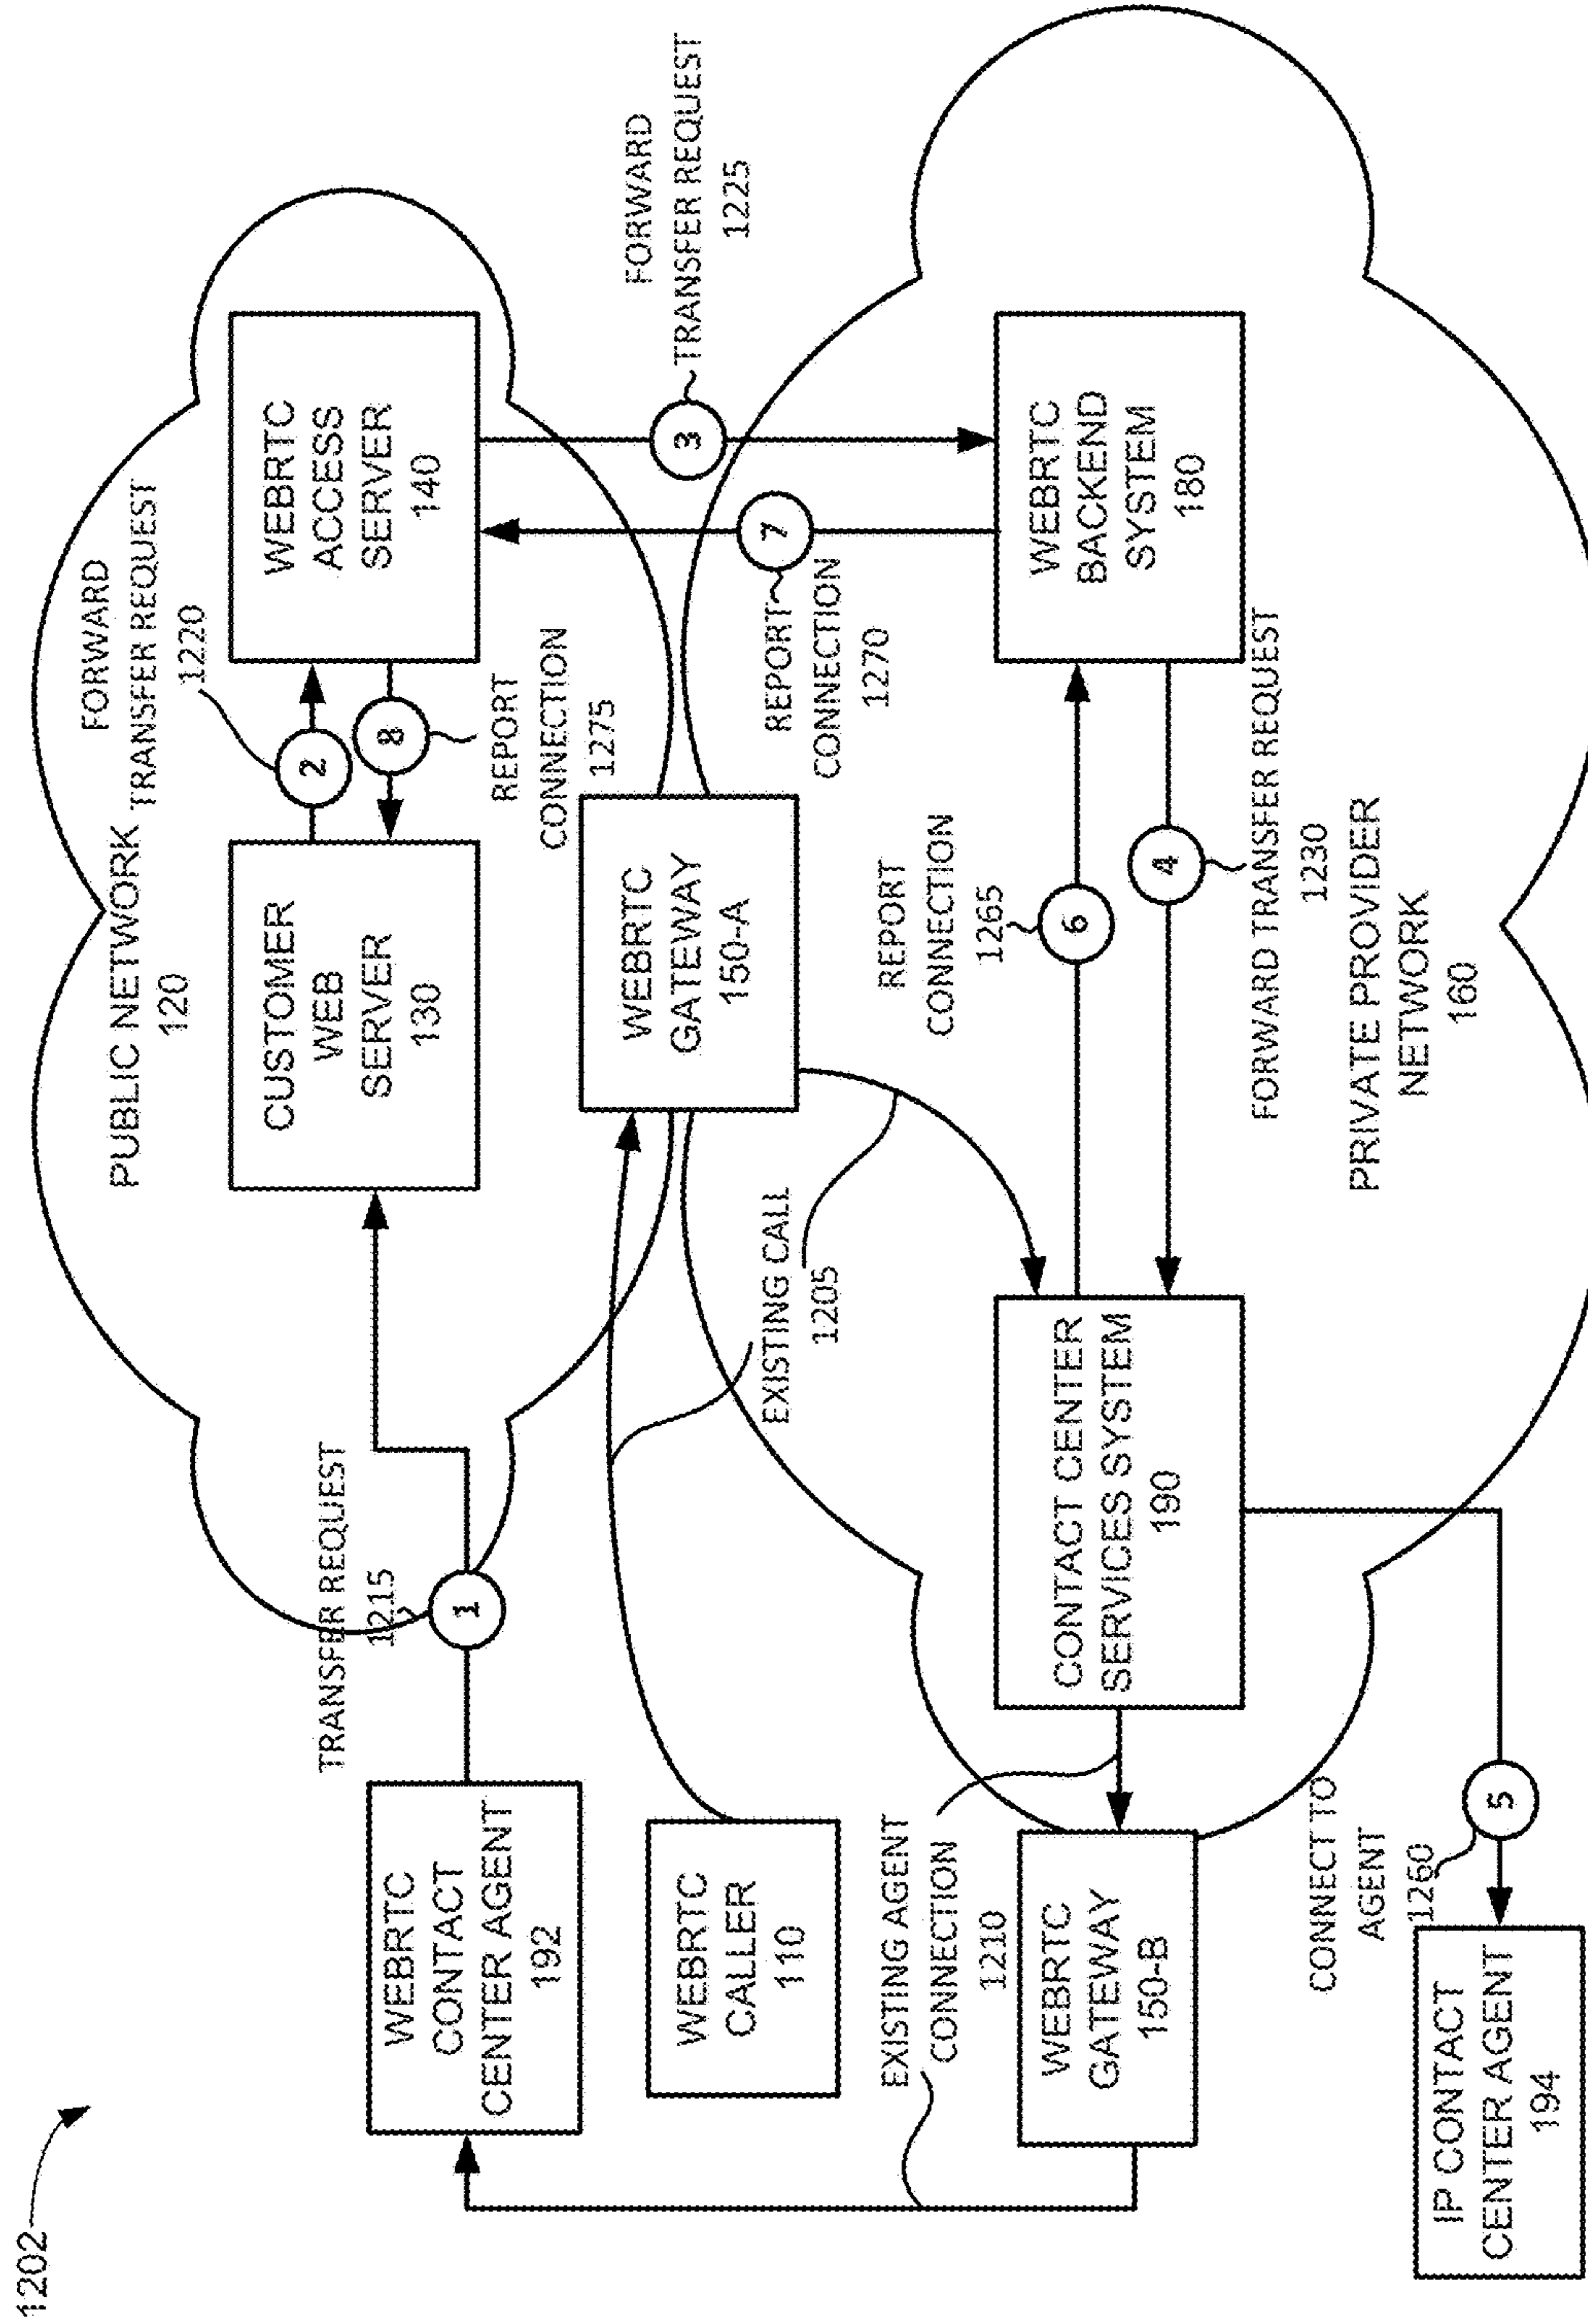 1202
WEBRTC
CONTACT
CENTER AGENT
192
TRANSFER REQUEST
1215
1
PUBLIC NETWORK
120
CUSTOMER
WEB
SERVER
130
FORWARD
TRANSFER REQUEST
1220
2
8
REPORT
CONNECTION
1275
WEBRTC
ACCESS
SERVER
140
FORWARD
TRANSFER REQUEST
1225
3
7
REPORT
CONNECTION
1270
WEBRTC
CALLER
110
EXISTING CALL
1205
WEBRTC
GATEWAY
150-A
EXISTING AGENT
CONNECTION
1210
WEBRTC
GATEWAY
150-B
CONTACT CENTER
SERVICES SYSTEM
190
REPORT
CONNECTION
1265
6
4
FORWARD TRANSFER REQUEST
1230
WEBRTC
BACKEND
SYSTEM
180
PRIVATE PROVIDER
NETWORK
160
CONNECT TO
AGENT
1260
5
IP CONTACT
CENTER AGENT
194